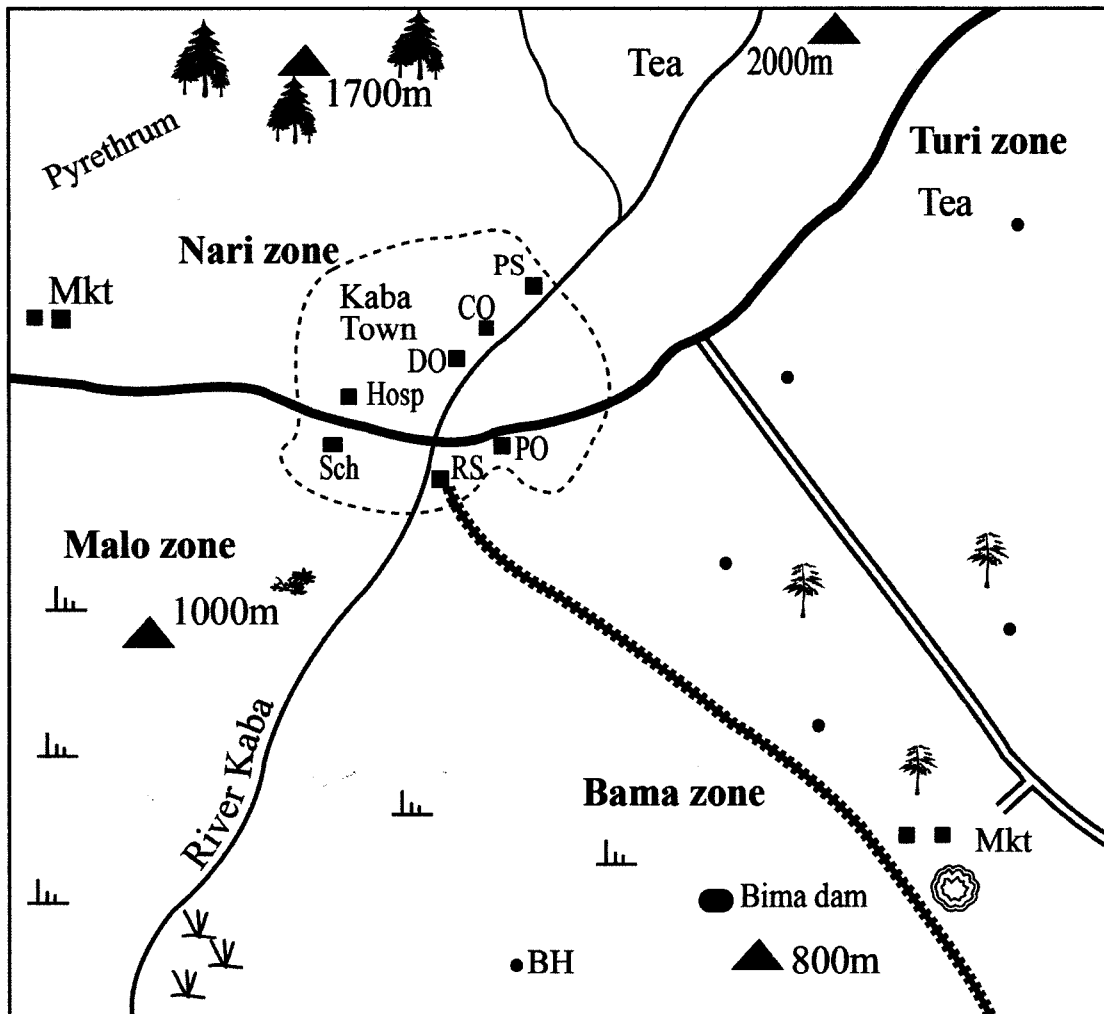 Tea
2000m
1700m
Pyrethrum
Turi zone
Tea
Nari zone
PS
Mkt
Kaba
Town
CO
DO
Hosp
PO
Sch
RS
Malo zone
1000m
River Kaba
Bama zone
Mkt
Bima dam
BH
800m